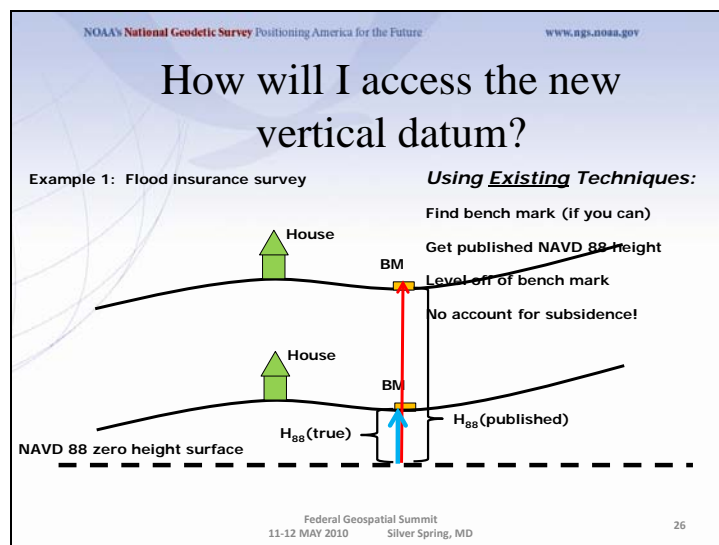 NOAA's National Geodetic Survey Positioning America for the Future www.ngs.noaa.gov
How will I access the new
vertical datum?
Example 1: Flood insurance survey
Using Existing Techniques:
Find bench mark (if you can)
Get published NAVD 88 height
Level off of bench mark
No account for subsidence!
House
BM
House
BM
H88(true)
H88(published)
NAVD 88 zero height surface
Federal Geospatial Summit
11-12 MAY 2010 Silver Spring, MD
26